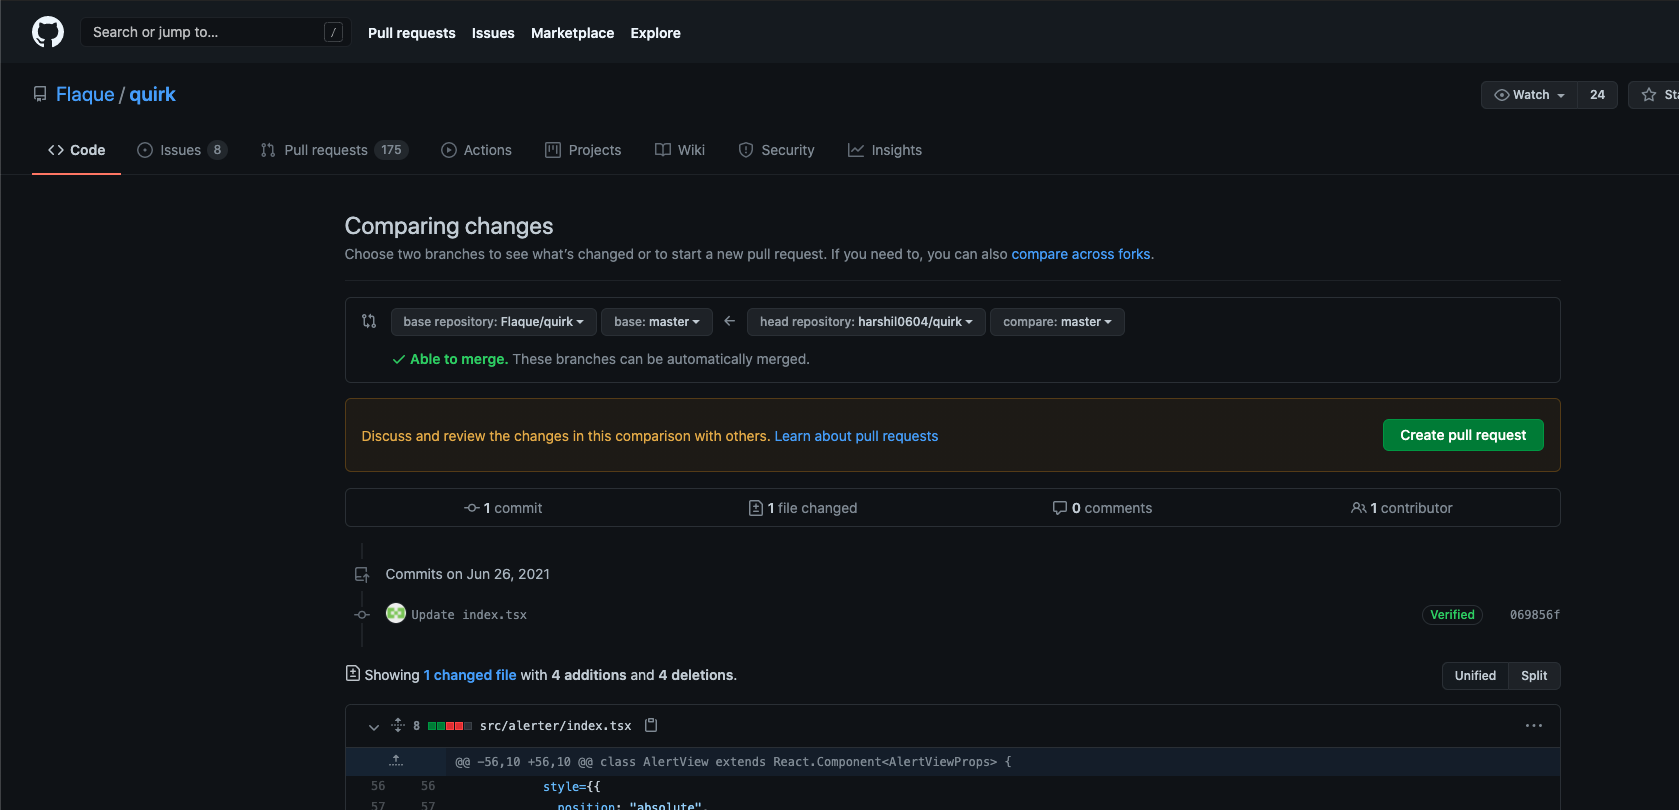 Search or jump to... /
Pull requests Issues Marketplace Explore
Flaque / quirk
Watch 24
Code Issues 8 Pull requests 175 Actions Projects Wiki Security Insights
Comparing changes
Choose two branches to see what's changed or to start a new pull request. If you need to, you can also compare across forks.
base repository: Flaque/quirk base: master ← head repository: harshil0604/quirk compare: master
Able to merge. These branches can be automatically merged.
Discuss and review the changes in this comparison with others. Learn about pull requests
Create pull request
1 commit 1 file changed 0 comments 1 contributor
Commits on Jun 26, 2021
Update index.tsx Verified 069856f
Showing 1 changed file with 4 additions and 4 deletions.
Unified Split
8 src/alerter/index.tsx ...
@@ -56,10 +56,10 @@ class AlertView extends React.Component<AlertViewProps> {
56 56 style={{
57 57 position: "absolute",